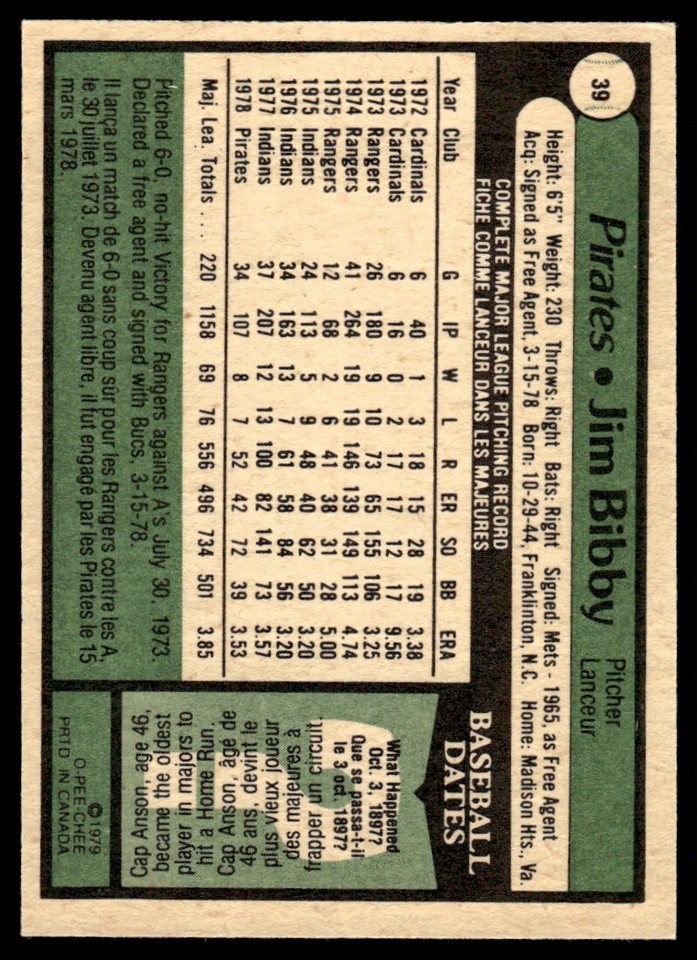 39
Pirates • Jim Bibby
Pitcher
Lanceur
Height: 6'5" Weight: 230 Throws: Right Bats: Right Signed: Mets - 1965, as Free Agent
Acq: Signed as Free Agent, 3-15-78 Born: 10-29-44, Franklinton, N.C. Home: Madison Hts., Va.
COMPLETE MAJOR LEAGUE PITCHING RECORD
FICHE COMME LANCEUR DANS LES MAJEURES
Year Club G IP W L R ER SO BB ERA
1972 Cardinals 6 40 1 3 18 15 28 19 3.38
1973 Cardinals 6 16 0 2 17 17 12 17 9.56
1973 Rangers 26 180 9 10 73 65 155 106 3.25
1974 Rangers 41 264 19 19 146 139 149 113 4.74
1975 Rangers 12 68 2 6 41 38 31 28 5.00
1975 Indians 24 113 5 9 48 40 62 50 3.20
1976 Indians 34 163 13 7 61 58 84 56 3.20
1977 Indians 37 207 12 13 100 82 141 73 3.57
1978 Pirates 34 107 8 7 52 42 72 39 3.53
Maj. Lea. Totals .... 220 1158 69 76 556 496 734 501 3.85
Pitched 6-0, no-hit Victory for Rangers against A's July 30, 1973.
Declared a free agent and signed with Bucs, 3-15-78.
Il lança un match de 6-0 sans coup sûr pour les Rangers contre les A,
le 30 juillet 1973. Devenu agent libre, il fut engagé par les Pirates le 15
mars 1978.
BASEBALL
DATES
What Happened
Oct. 3, 1897?
Que se passa-t-il
le 3 oct. 1897?
Cap Anson, age 46,
became the oldest
player in majors to
hit a Home Run.
Cap Anson, âge de
46 ans, devint le
plus vieux joueur
des majeures à
frapper un circuit.
©1979
O-PEE-CHEE
PRTD IN CANADA